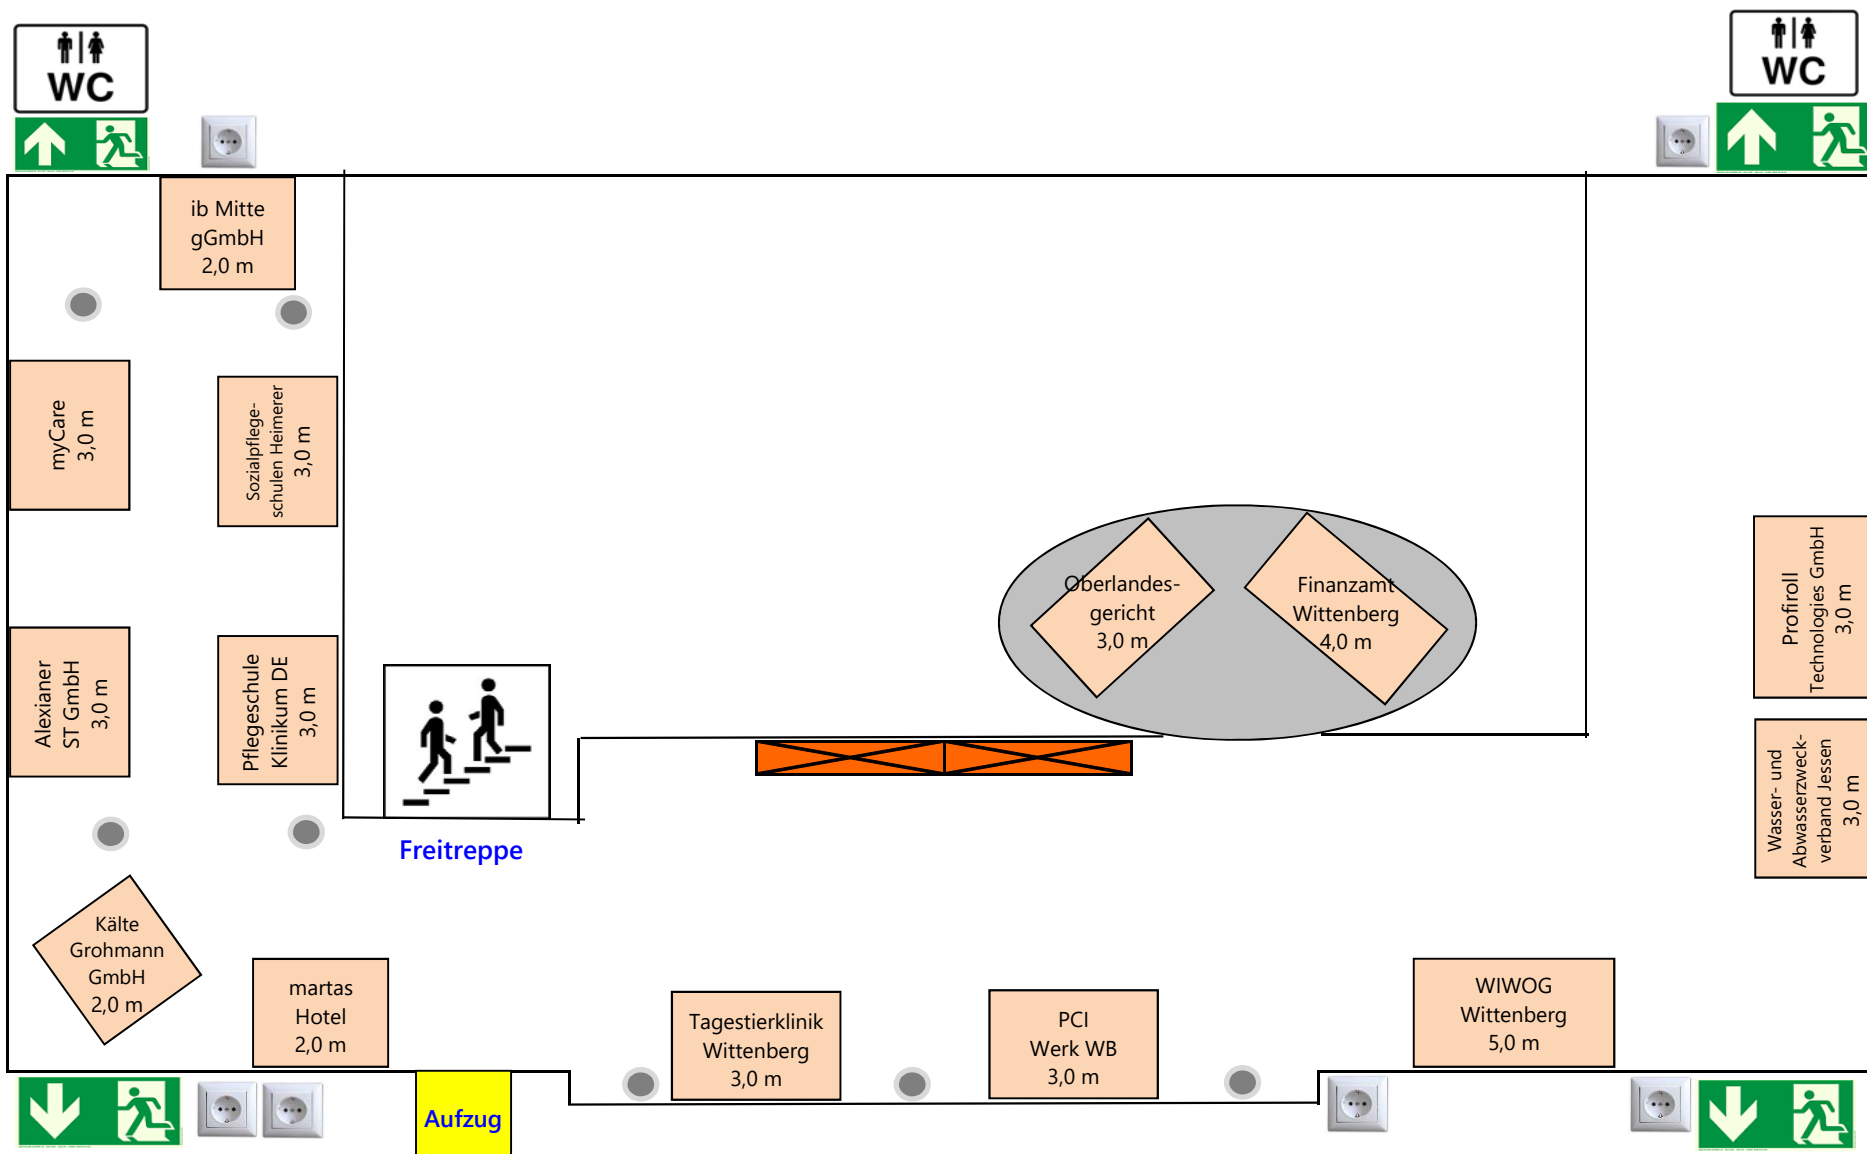 WC
WC
ib Mitte
gGmbH
2,0 m
myCare
3,0 m
Sozialpflege-
schulen Heimerer
3,0 m
Oberlandes-
gericht
3,0 m
Finanzamt
Wittenberg
4,0 m
Profiroll
Technologies GmbH
3,0 m
Alexianer
ST GmbH
3,0 m
Pflegeschule
Klinikum DE
3,0 m
Wasser- und
Abwasserzweck-
verband Jessen
3,0 m
Freitreppe
Kälte
Grohmann
GmbH
2,0 m
martas
Hotel
2,0 m
Tagestierklinik
Wittenberg
3,0 m
PCI
Werk WB
3,0 m
WIWOG
Wittenberg
5,0 m
Aufzug